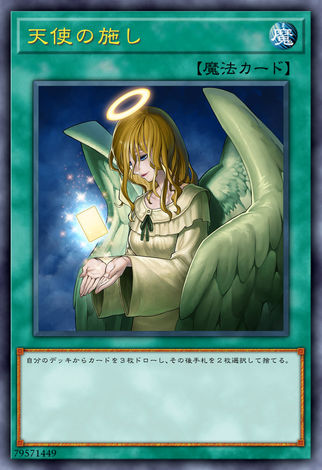 天使の施し
魔
【魔法カード】
自分のデッキからカードを３枚ドローし、その後手札を２枚選択して捨てる。
79571449